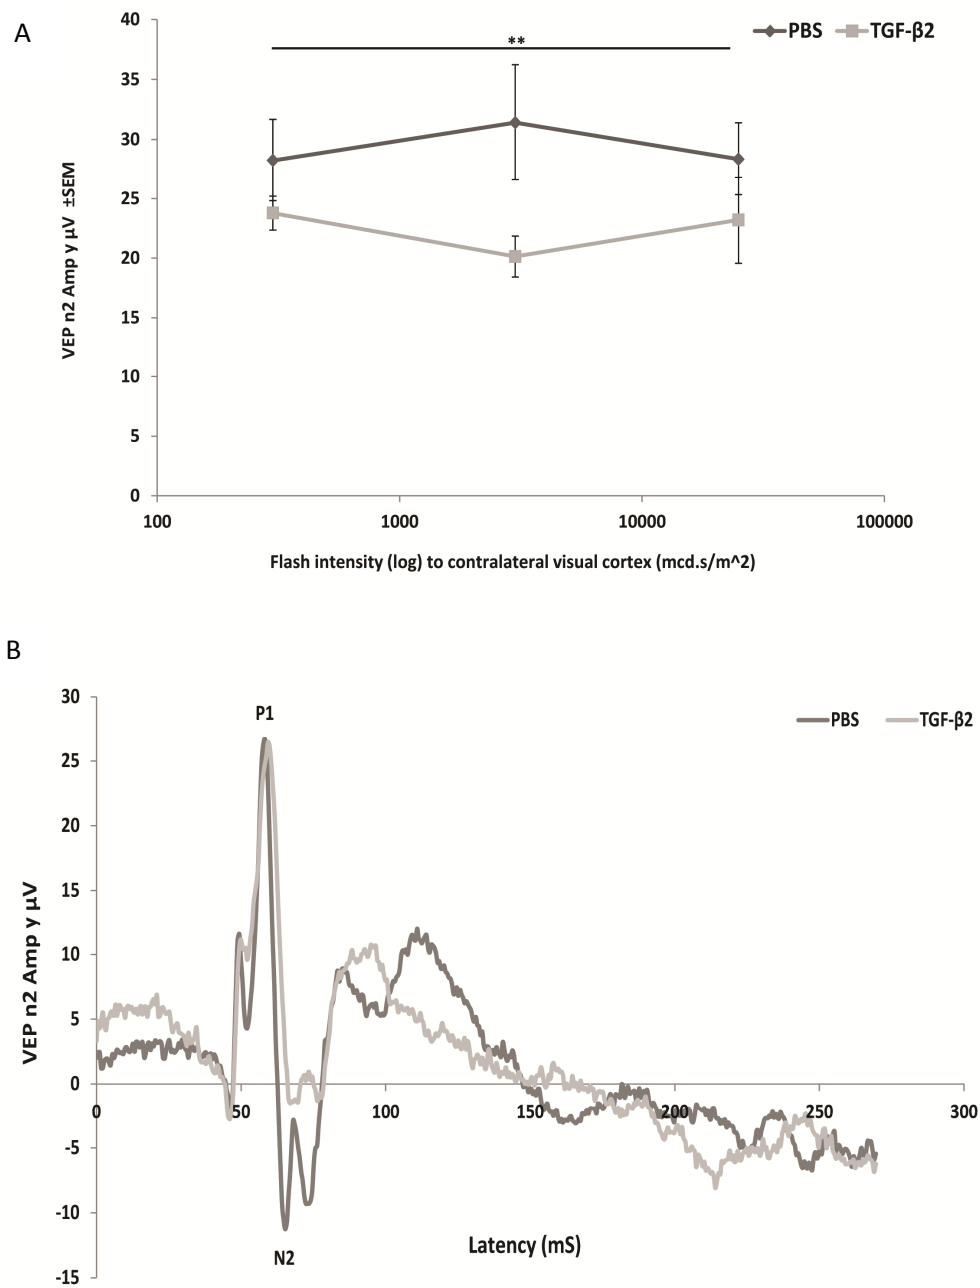 A
PBS TGF-β2
**
40
35
30
25
20
15
10
5
0
VEP n2 Amp y µV ±SEM
100 1000 10000 100000
Flash intensity (log) to contralateral visual cortex (mcd.s/m^2)
B
PBS TGF-β2
P1
30
25
20
15
10
5
0
-5
-10
-15
VEP n2 Amp y µV
0 50 100 150 200 250 300
Latency (mS)
N2